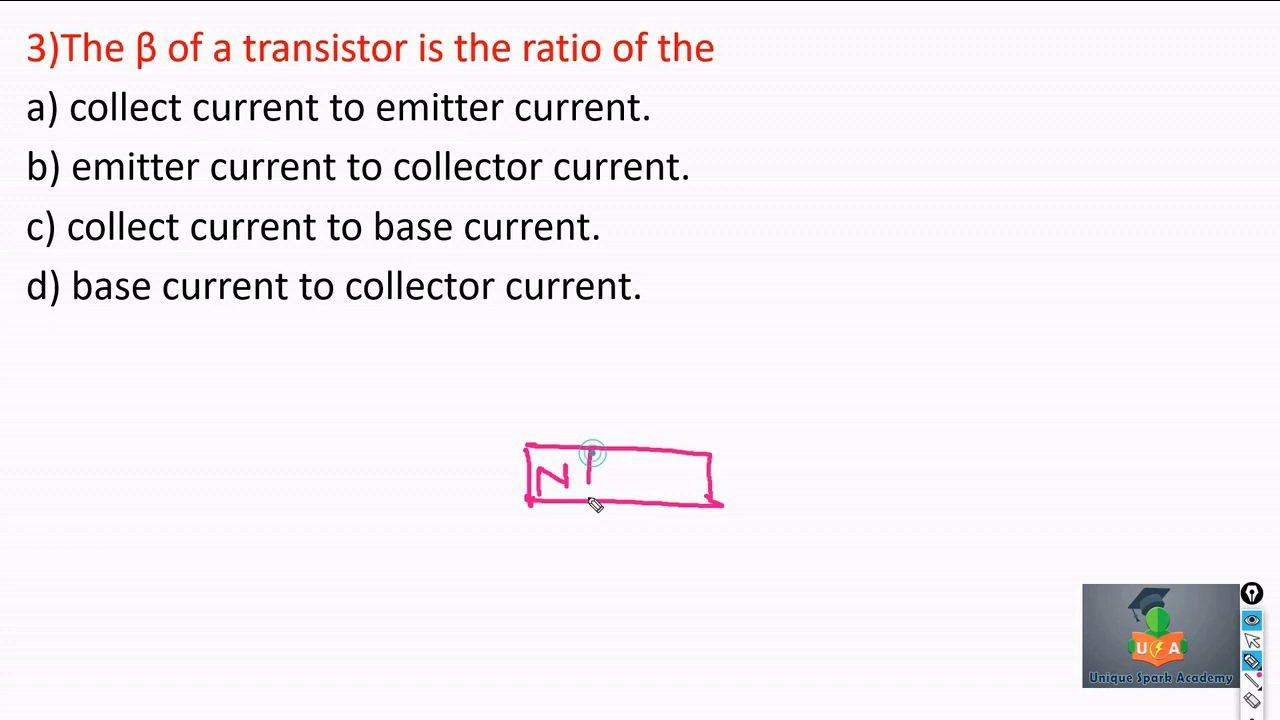 3)The β of a transistor is the ratio of the
a) collect current to emitter current.
b) emitter current to collector current.
c) collect current to base current.
d) base current to collector current.
N
U A
Unique Spark Academy